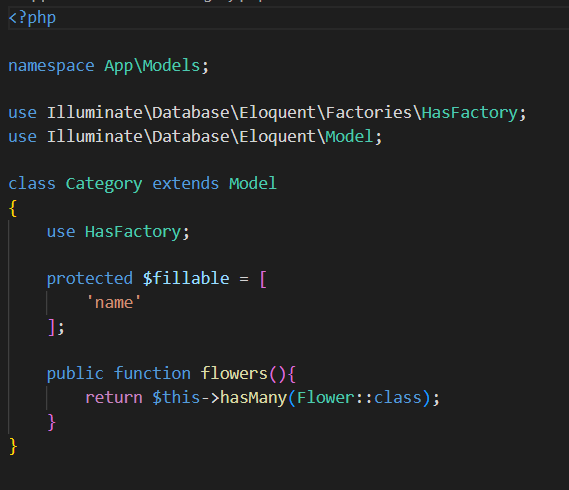 <?php
namespace App\Models;
use Illuminate\Database\Eloquent\Factories\HasFactory;
use Illuminate\Database\Eloquent\Model;
class Category extends Model
{
    use HasFactory;
    protected $fillable = [
        'name'
    ];
    public function flowers(){
        return $this->hasMany(Flower::class);
    }
}